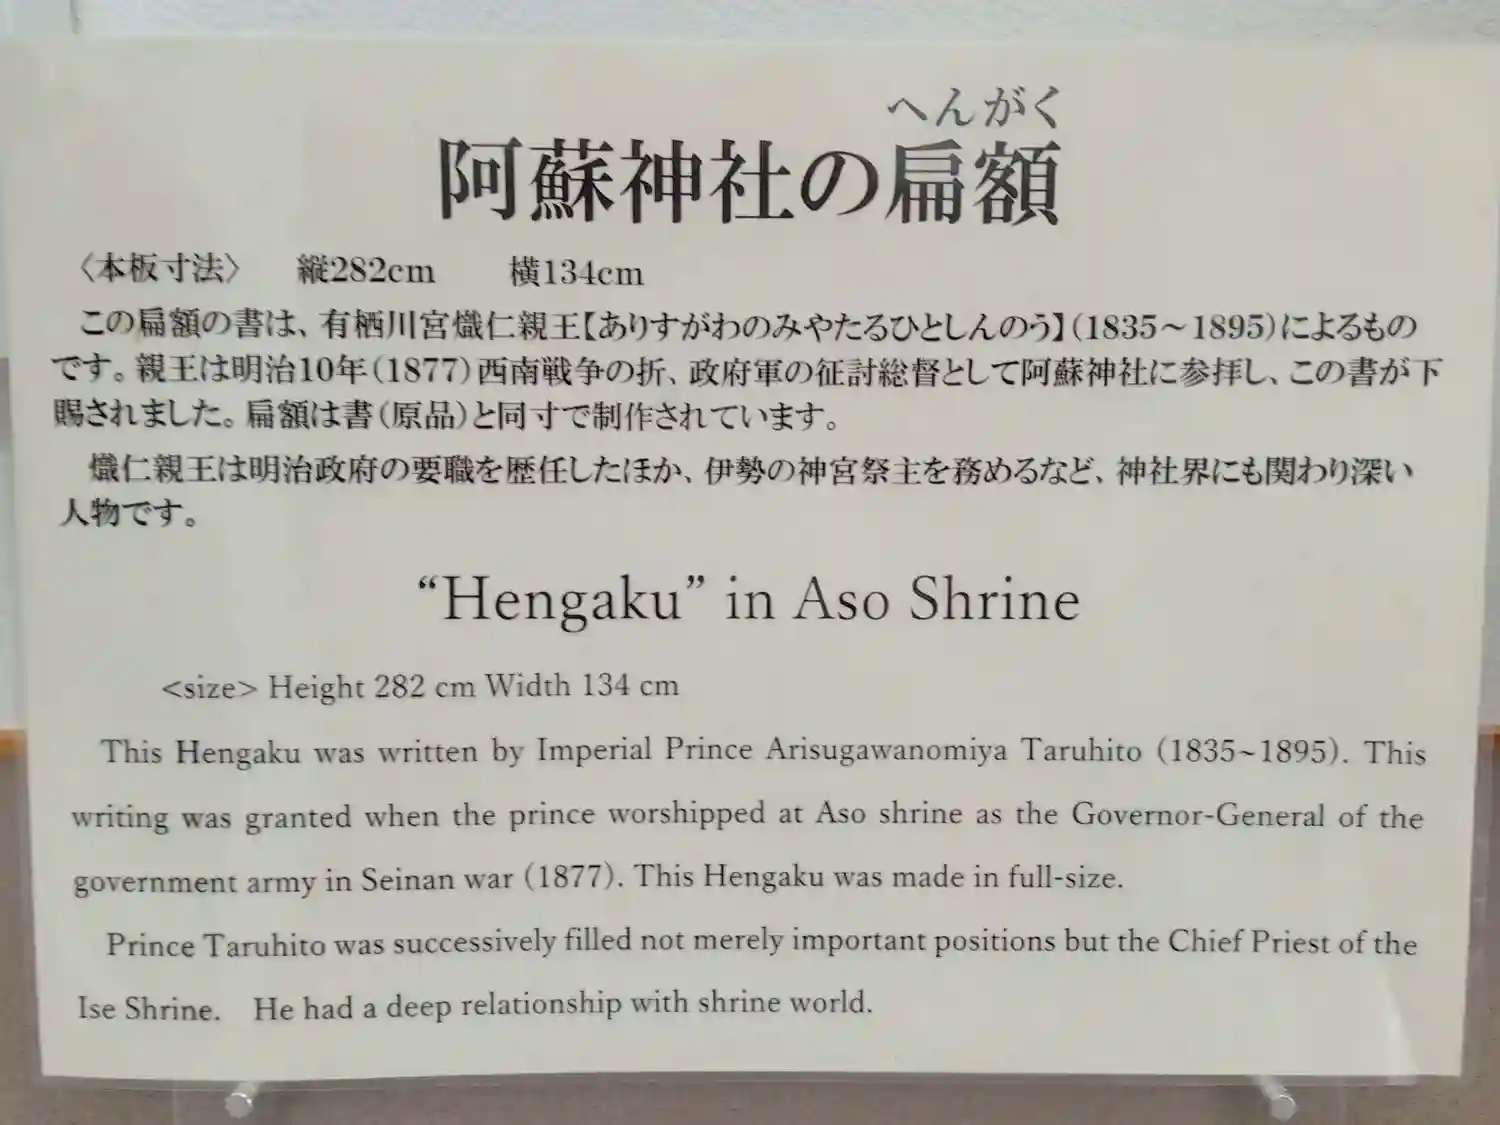 へんがく
阿蘇神社の扁額
〈本板寸法〉 縦282cm 横134cm
この扁額の書は、有栖川宮熾仁親王【ありすがわのみやたるひとしんのう】(1835～1895)によるもの
です。親王は明治10年(1877)西南戦争の折、政府軍の征討総督として阿蘇神社に参拝し、この書が下
賜されました。扁額は書(原品)と同寸で制作されています。
熾仁親王は明治政府の要職を歴任したほか、伊勢の神宮祭主を務めるなど、神社界にも関わり深い
人物です。
“Hengaku” in Aso Shrine
<size> Height 282 cm Width 134 cm
This Hengaku was written by Imperial Prince Arisugawanomiya Taruhito (1835~1895). This
writing was granted when the prince worshipped at Aso shrine as the Governor-General of the
government army in Seinan war (1877). This Hengaku was made in full-size.
Prince Taruhito was successively filled not merely important positions but the Chief Priest of the
Ise Shrine. He had a deep relationship with shrine world.